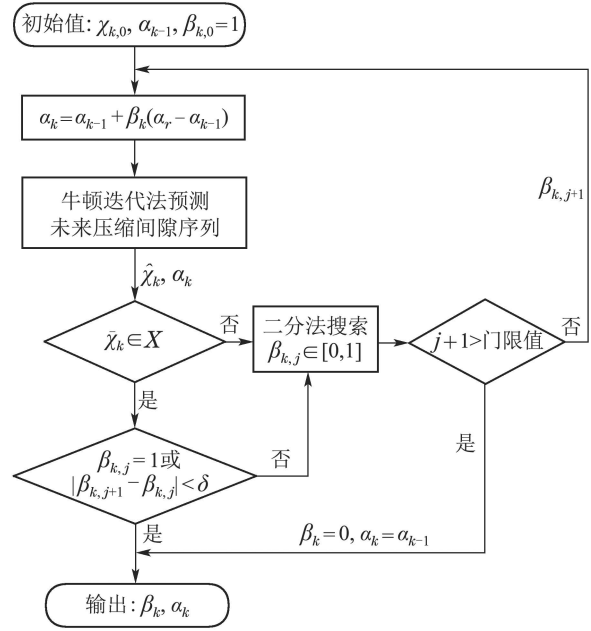 初始值: χₖ,₀, αₖ₋₁, βₖ,₀=1
αₖ=αₖ₋₁+βₖ(αᵣ−αₖ₋₁)
牛顿迭代法预测
未来压缩间隙序列
χ̂ₖ, αₖ
χ̄ₖ∈X
否
二分法搜索
βₖ,ⱼ∈[0,1]
j+1>门限值
否
βₖ,ⱼ₊₁
是
βₖ,ⱼ=1或
|βₖ,ⱼ₊₁−βₖ,ⱼ|<δ
否
是
是
βₖ=0, αₖ=αₖ₋₁
输出: βₖ, αₖ